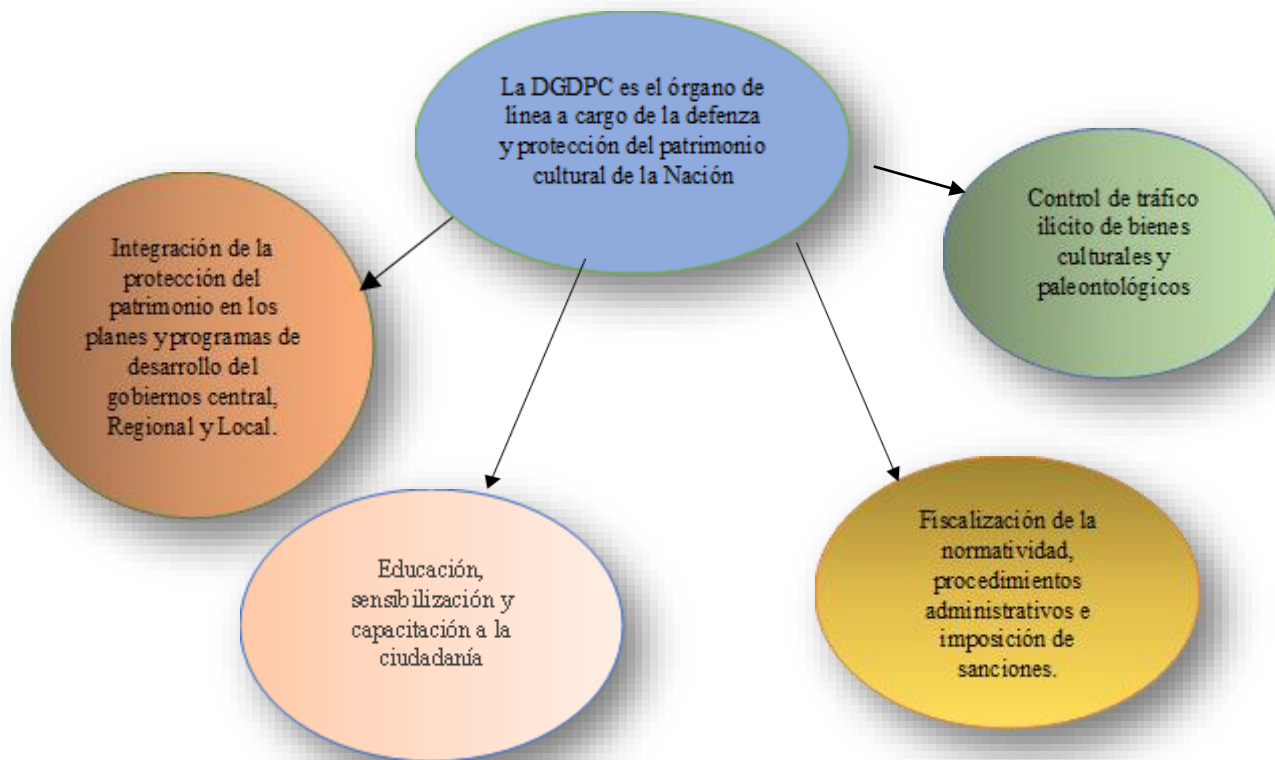 La DGDPC es el órgano de
línea a cargo de la defenza
y protección del patrimonio
cultural de la Nación
Control de tráfico
ilícito de bienes
culturales y
paleontológicos
Integración de la
protección del
patrimonio en los
planes y programas de
desarrollo del
gobiernos central,
Regional y Local.
Educación,
sensibilización y
capacitación a la
ciudadanía
Fiscalización de la
normatividad,
procedimientos
administrativos e
imposición de
sanciones.